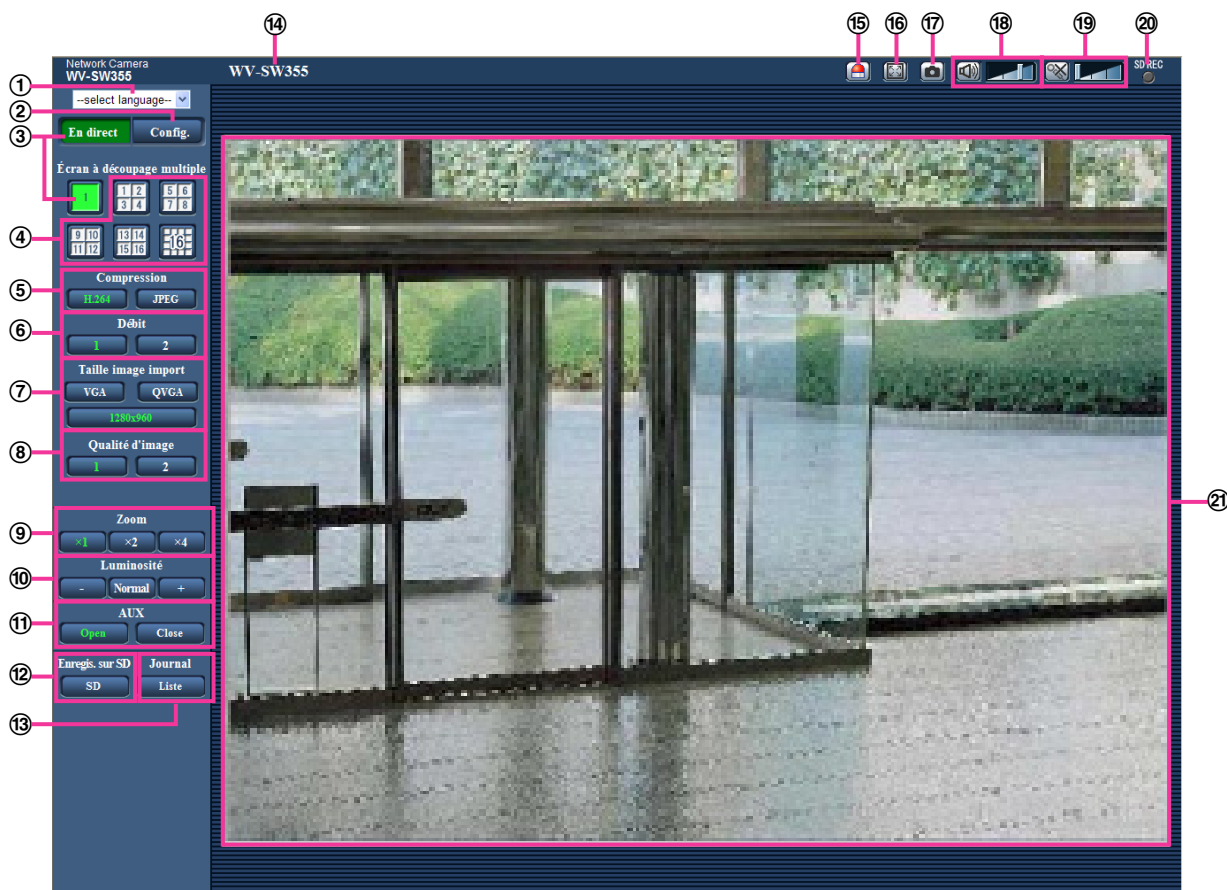 ⑭ ⑮ ⑯ ⑰ ⑱ ⑲ ⑳
Network Camera
WV-SW355
WV-SW355
SD REC
① --select language--
②
③ En direct Config.
Écran à découpage multiple
1
1 2 3 4
5 6 7 8
④ 9 10 11 12
13 14 15 16
16
Compression
⑤ H.264 JPEG
Débit
⑥ 1 2
Taille image import
⑦ VGA QVGA
1280x960
Qualité d'image
⑧ 1 2
㉑
Zoom
⑨ ×1 ×2 ×4
Luminosité
⑩ - Normal +
AUX
⑪ Open Close
Enregis. sur SD Journal
⑫ SD Liste
⑬